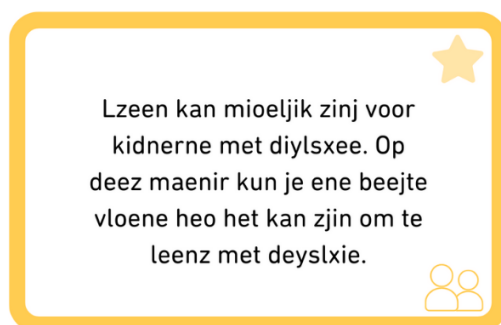 Lzeen kan mioeljik zinj voor
kidnerne met diylsxee. Op
deez maenir kun je ene beejte
vloene heo het kan zjin om te
leenz met deyslxie.